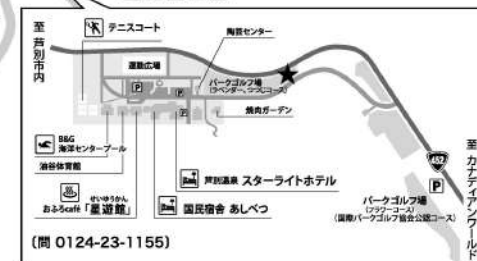 至 芦別市内
テニスコート
陶芸センター
運動広場
P
P
P
パークゴルフ場
(ラベンダー、つつじコース)
焼肉ガーデン
B&G
海洋センタープール
油谷体育館
おふろcafé「星遊館」
せいゆうかん
芦別温泉 スターライトホテル
国民宿舎 あしべつ
452
P
パークゴルフ場
(フラワーコース)
(国際パークゴルフ協会公認コース)
至 カナディアンワールド
〔問 0124-23-1155〕